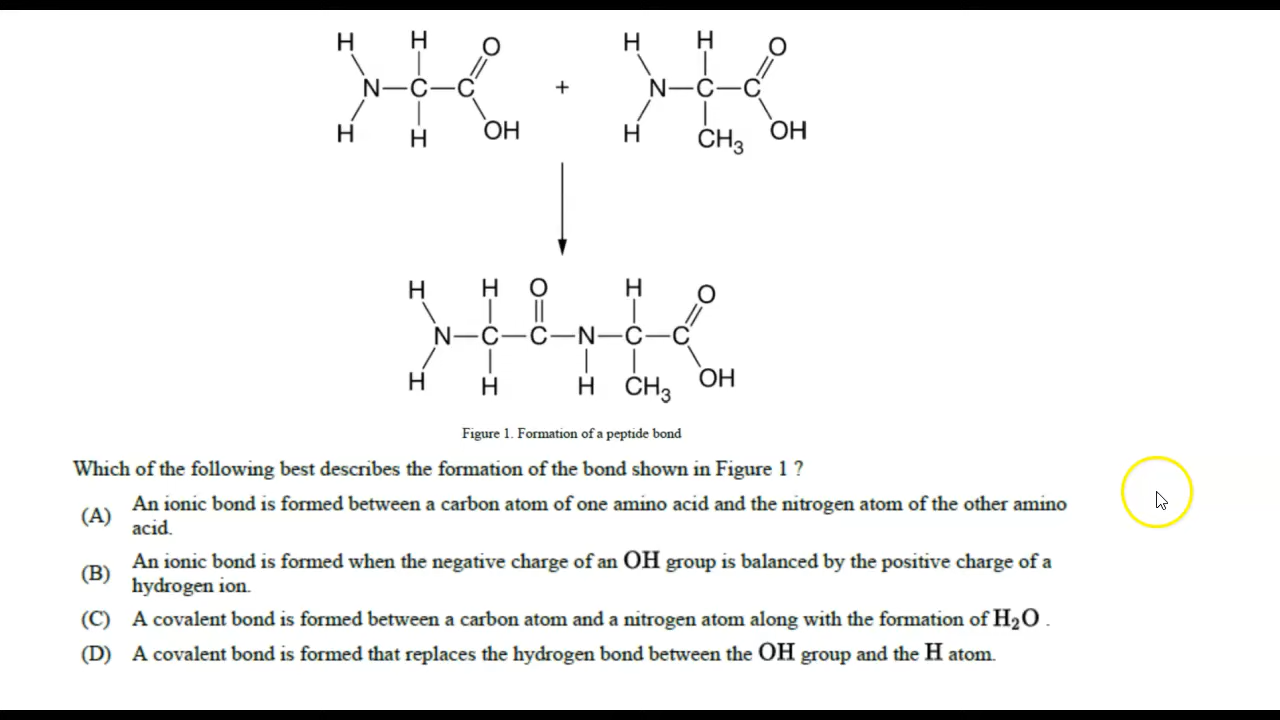 H H O H H O
N—C—C + N—C—C
H H OH H CH3 OH
H H O H O
N—C—C—N—C—C
H H H CH3 OH
Figure 1. Formation of a peptide bond
Which of the following best describes the formation of the bond shown in Figure 1 ?
(A) An ionic bond is formed between a carbon atom of one amino acid and the nitrogen atom of the other amino
acid.
(B) An ionic bond is formed when the negative charge of an OH group is balanced by the positive charge of a
hydrogen ion.
(C) A covalent bond is formed between a carbon atom and a nitrogen atom along with the formation of H2O .
(D) A covalent bond is formed that replaces the hydrogen bond between the OH group and the H atom.